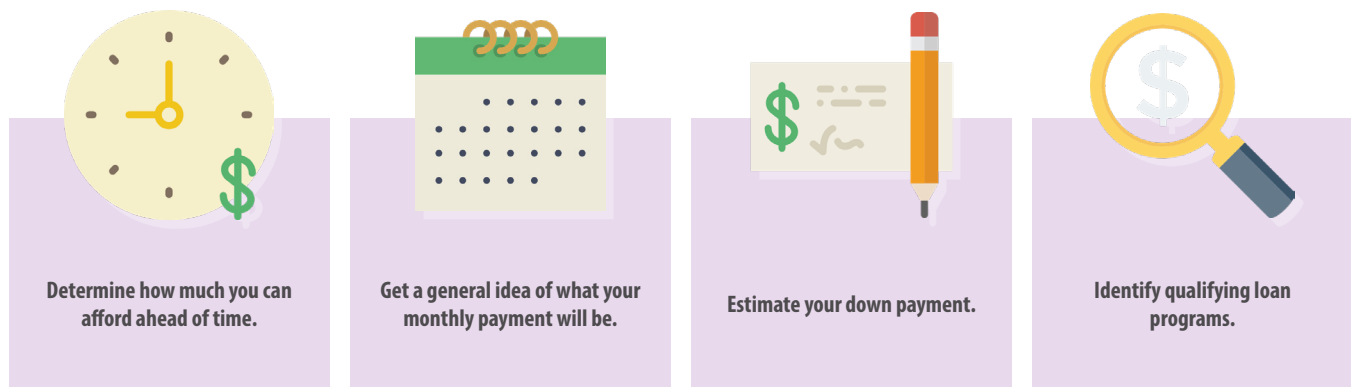 Determine how much you can
afford ahead of time.
Get a general idea of what your
monthly payment will be.
Estimate your down payment.
Identify qualifying loan
programs.